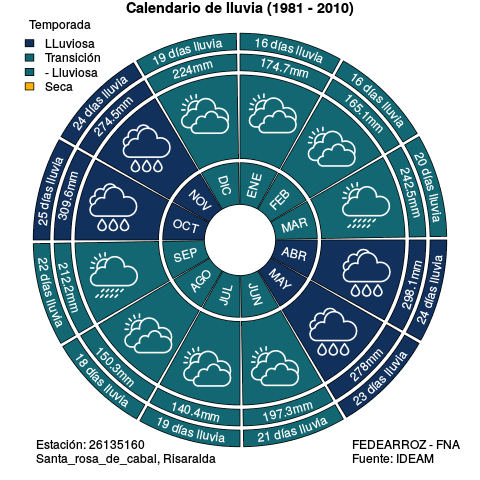 Calendario de lluvia (1981 - 2010)
Temporada
LLuviosa
Transición
- Lluviosa
Seca
16 días lluvia
174.7mm
ENE
16 días lluvia
165.1mm
FEB
20 días lluvia
242.5mm
MAR
24 días lluvia
298.1mm
ABR
23 días lluvia
278mm
MAY
21 días lluvia
197.3mm
JUN
19 días lluvia
140.4mm
JUL
18 días lluvia
150.3mm
AGO
22 días lluvia
212.2mm
SEP
25 días lluvia
309.6mm
OCT
24 días lluvia
274.5mm
NOV
19 días lluvia
224mm
DIC
Estación: 26135160
Santa_rosa_de_cabal, Risaralda
FEDEARROZ - FNA
Fuente: IDEAM